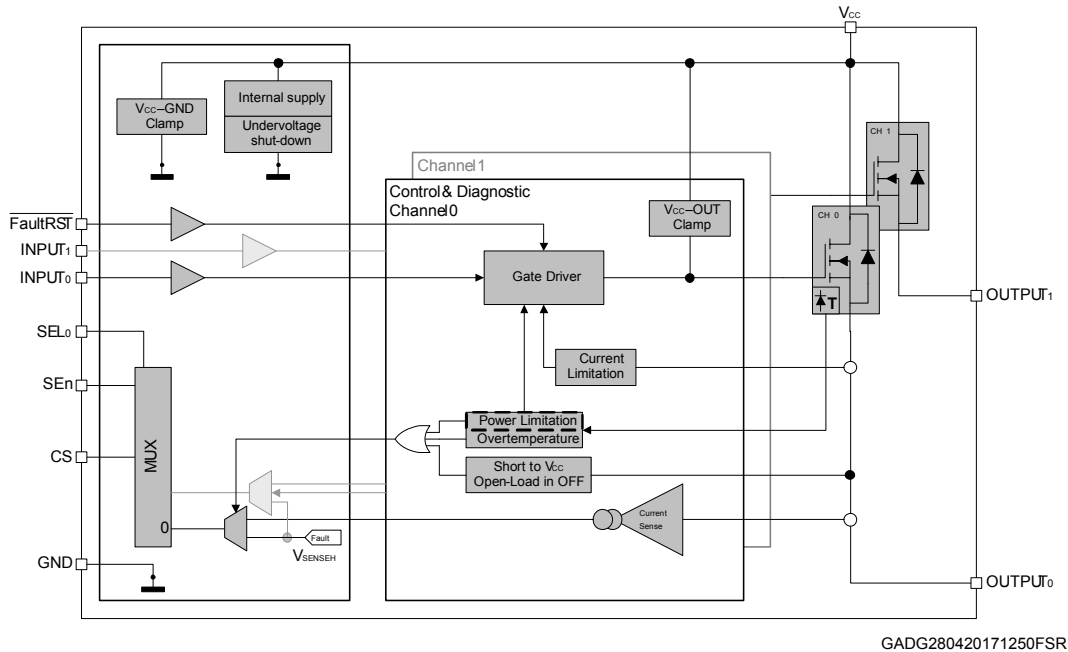 VCC
Internal supply
Undervoltage
shut-down
VCC–GND
Clamp
CH 1
Channel1
Control& Diagnostic
Channel0
VCC–OUT
Clamp
CH 0
FaultRST
INPUT1
INPUT0
Gate Driver
T
OUTPUT1
SEL0
SEn
CS
GND
MUX
0
Current
Limitation
Power Limitation
Overtemperature
Short to VCC
Open-Load in OFF
Current
Sense
Fault
VSENSEH
OUTPUT0
GADG280420171250FSR